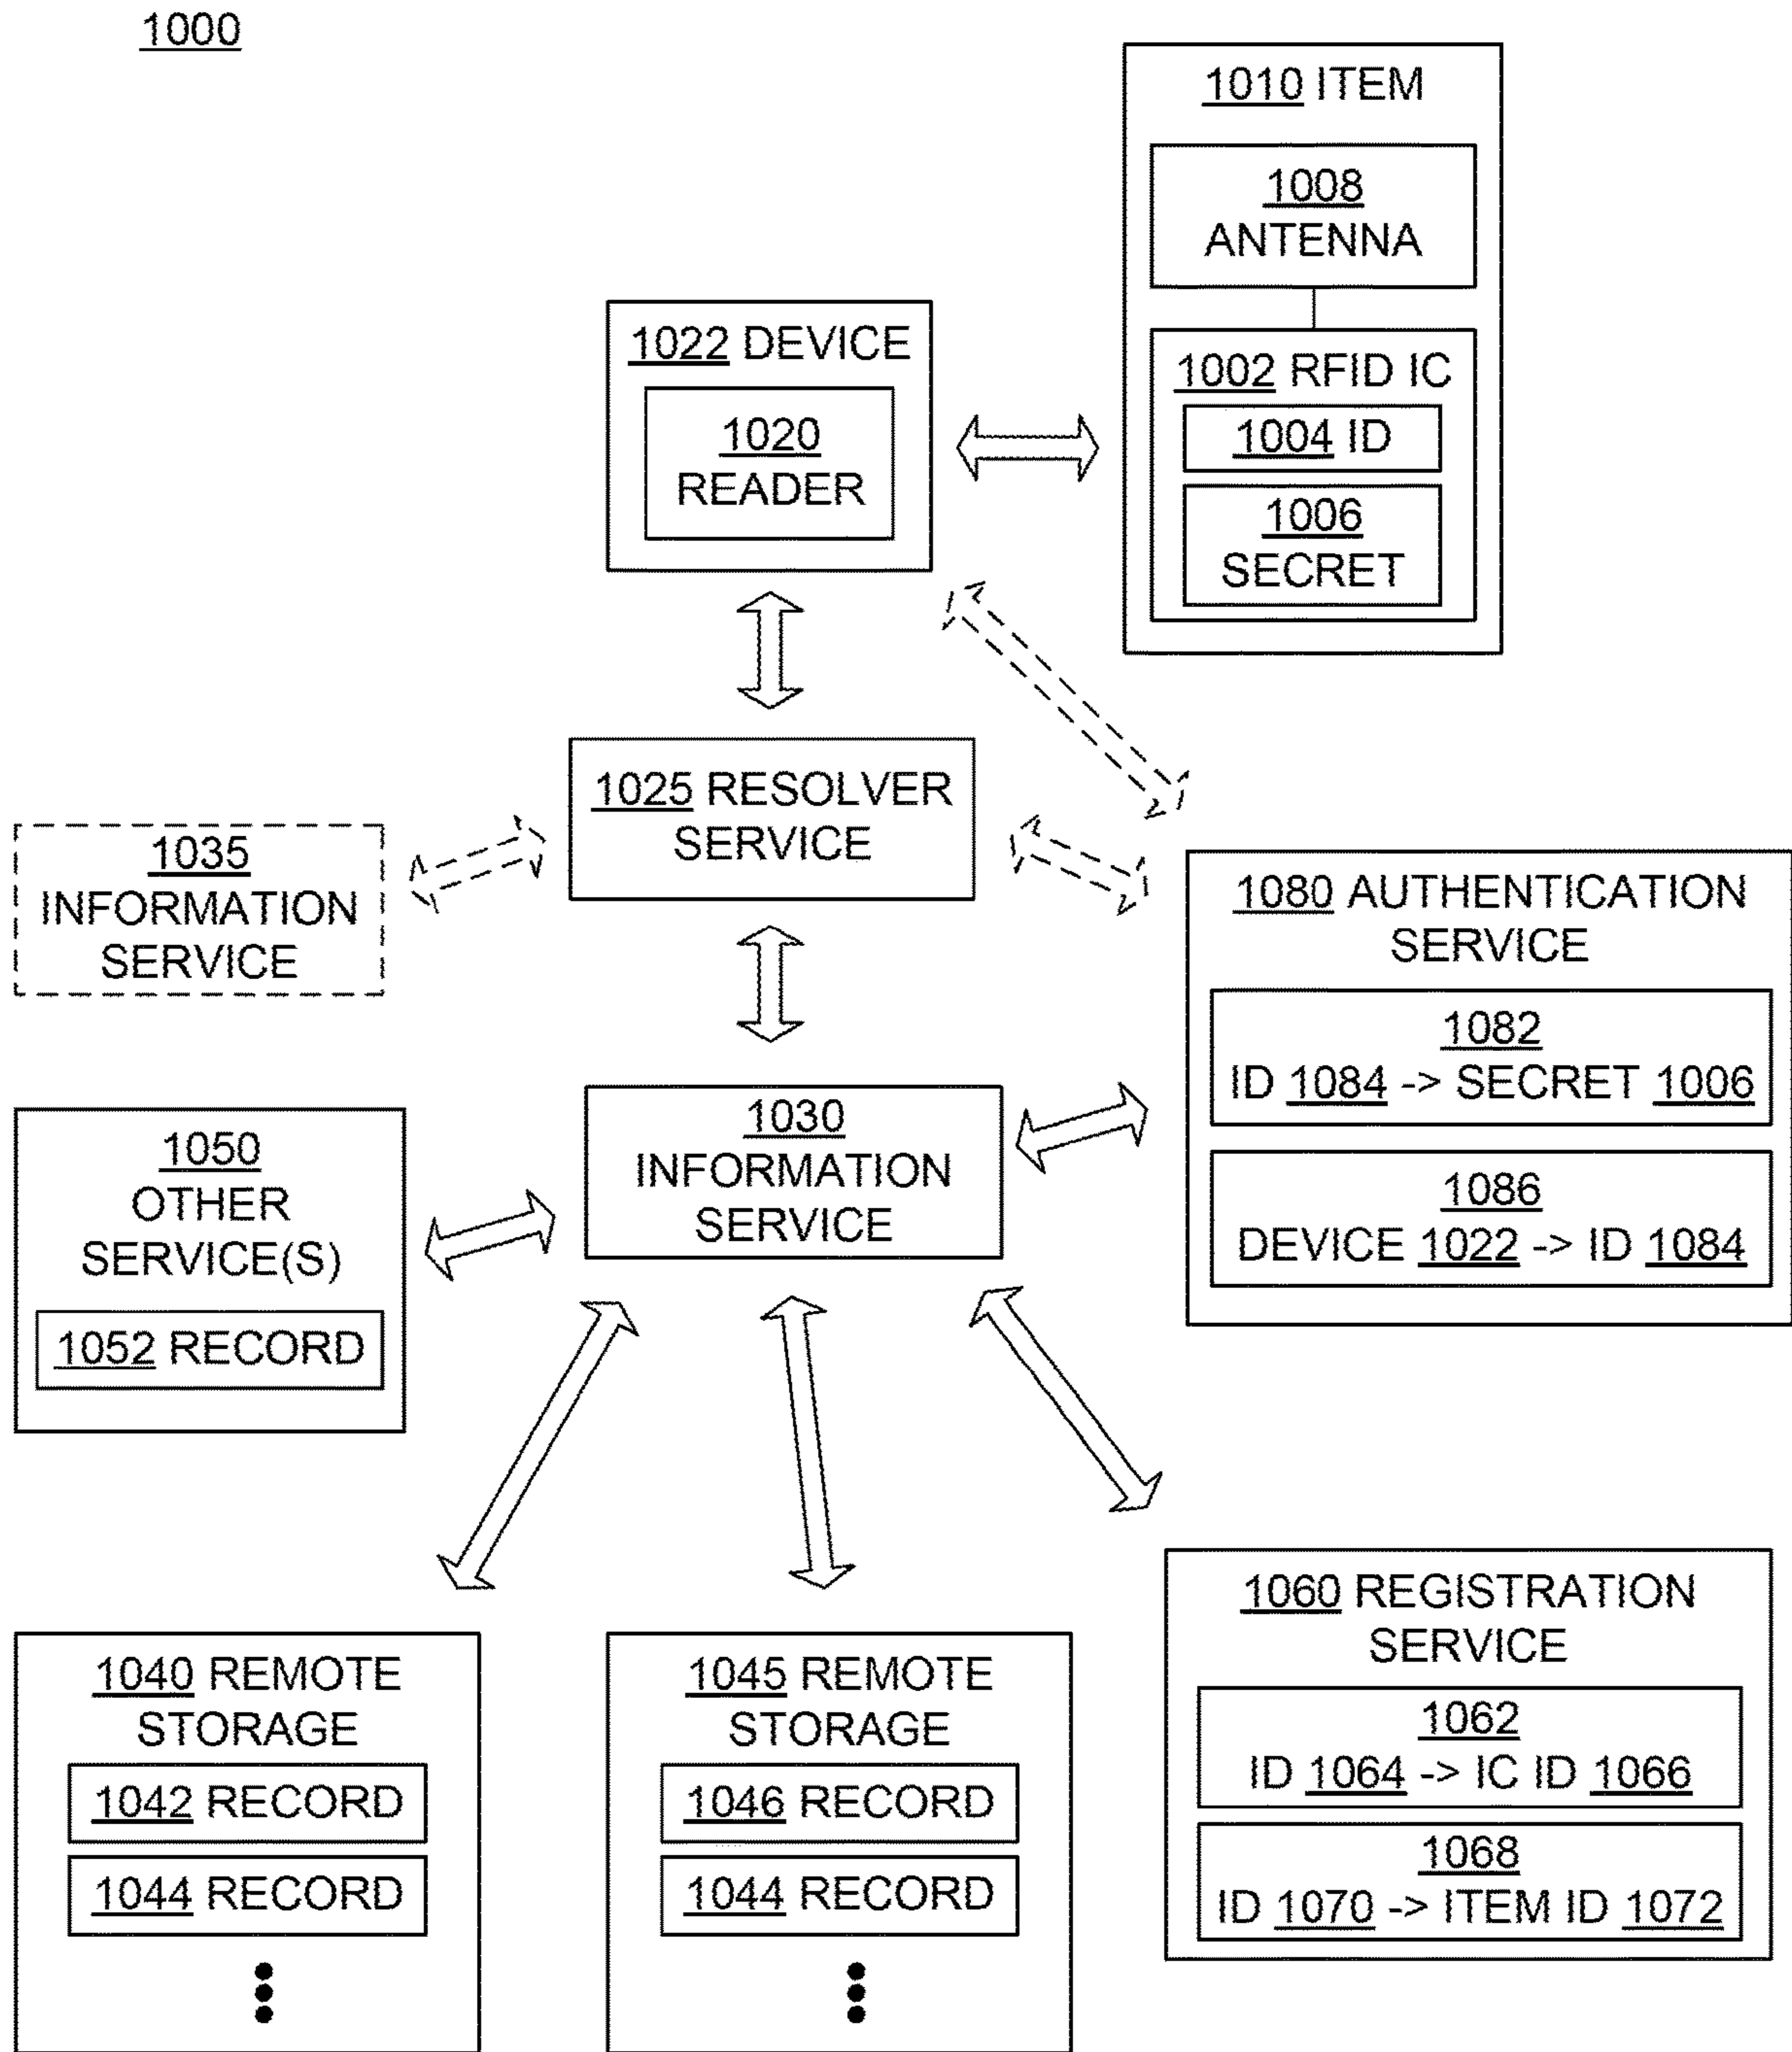 1000
1010 ITEM
1008
ANTENNA
1022 DEVICE
1020
READER
1002 RFID IC
1004 ID
1006
SECRET
1025 RESOLVER
SERVICE
1035
INFORMATION
SERVICE
1080 AUTHENTICATION
SERVICE
1082
ID 1084 -> SECRET 1006
1086
DEVICE 1022 -> ID 1084
1030
INFORMATION
SERVICE
1050
OTHER
SERVICE(S)
1052 RECORD
1060 REGISTRATION
SERVICE
1062
ID 1064 -> IC ID 1066
1068
ID 1070 -> ITEM ID 1072
1040 REMOTE
STORAGE
1042 RECORD
1044 RECORD
1045 REMOTE
STORAGE
1046 RECORD
1044 RECORD